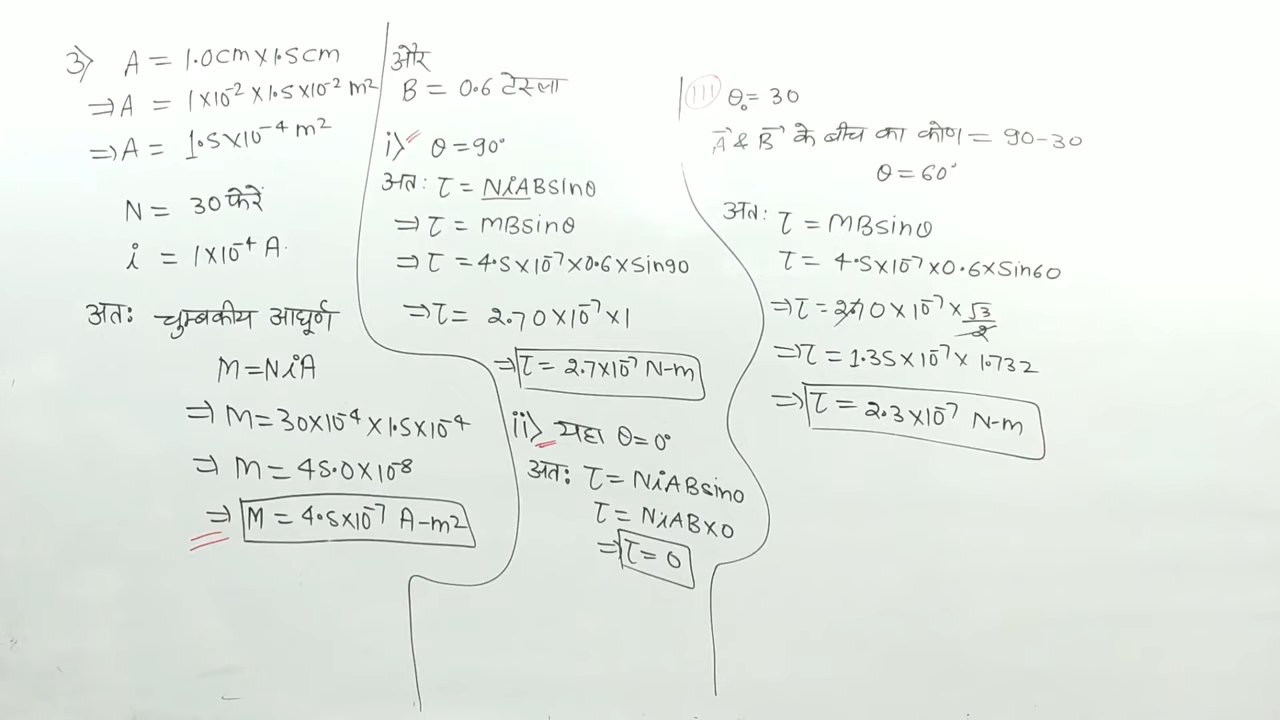 3) A = 1.0cm×1.5cm
⇒A = 1×10⁻²×1.5×10⁻² m²
⇒A = 1.5×10⁻⁴ m²
N = 30 फेरें
i = 1×10⁻⁴ A.
अतः चुम्बकीय आघूर्ण
M=NiA
⇒ M=30×10⁻⁴×1.5×10⁻⁴
⇒ M=45.0×10⁻⁸
⇒ M=4.5×10⁻⁷ A-m²
और
B = 0.6 टेस्ला
i) θ=90°
अतः τ = NiABsinθ
⇒τ = MBsinθ
⇒τ = 4.5×10⁻⁷×0.6×sin90
⇒τ = 2.70×10⁻⁷×1
⇒τ = 2.7×10⁻⁷ N-m
ii) यहा θ=0°
अतः τ = NiABsin0
τ = NiAB×0
⇒τ = 0
iii θ₀ = 30
A⃗ & B⃗ के बीच का कोण = 90-30
θ = 60°
अतः τ = MBsinθ
τ = 4.5×10⁻⁷×0.6×sin60
⇒τ = 2.70×10⁻⁷×√3/2
⇒τ = 1.35×10⁻⁷×1.732
⇒τ = 2.3×10⁻⁷ N-m